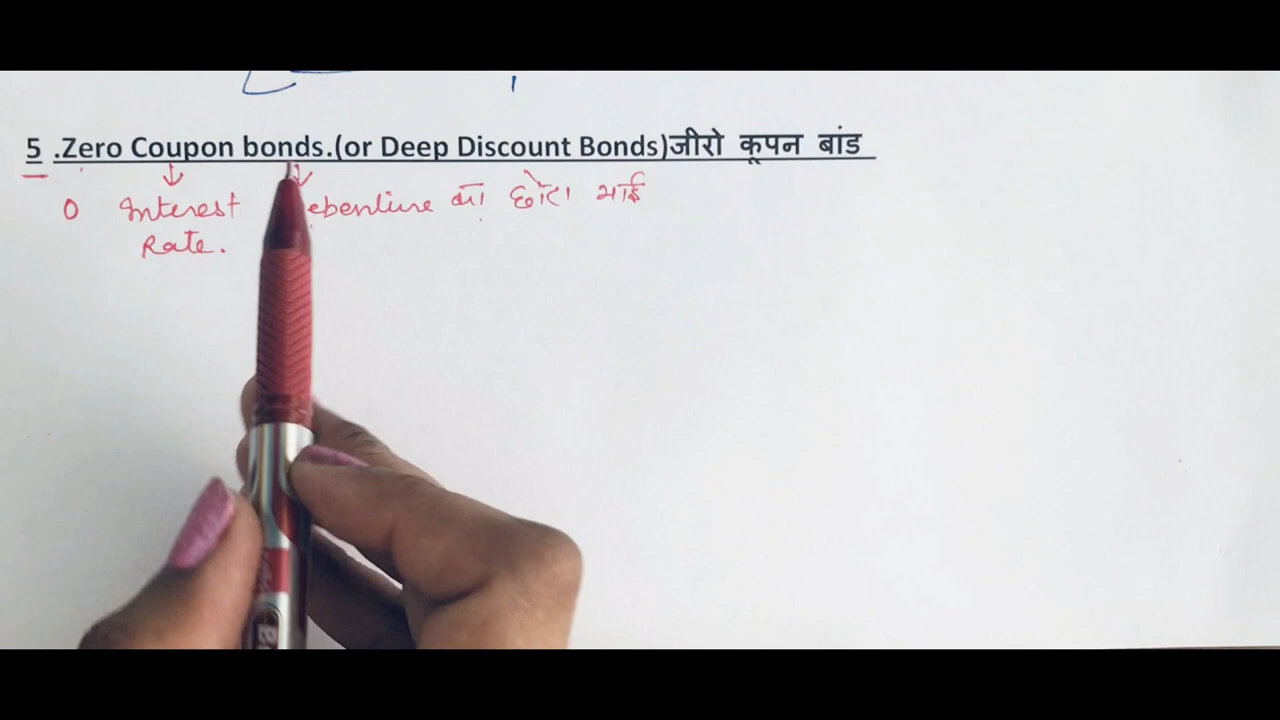 5 .Zero Coupon bonds.(or Deep Discount Bonds)जीरो कूपन बांड
0 Interest ebenture का छोटा भाई
Rate.